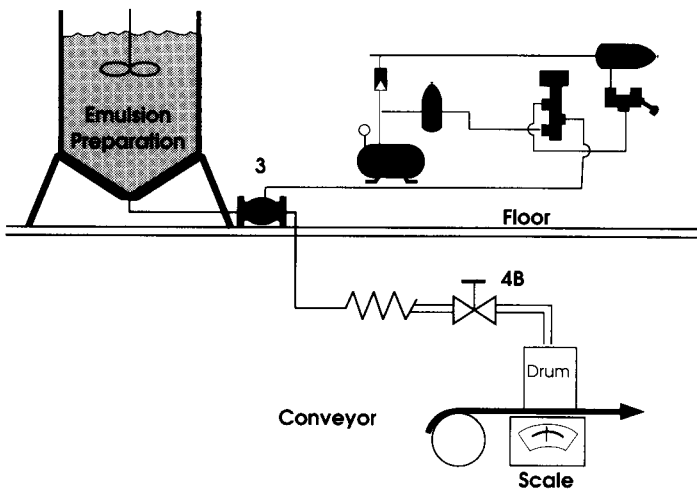 Emulsion
Preparation
3
Floor
4B
Drum
Conveyor
Scale